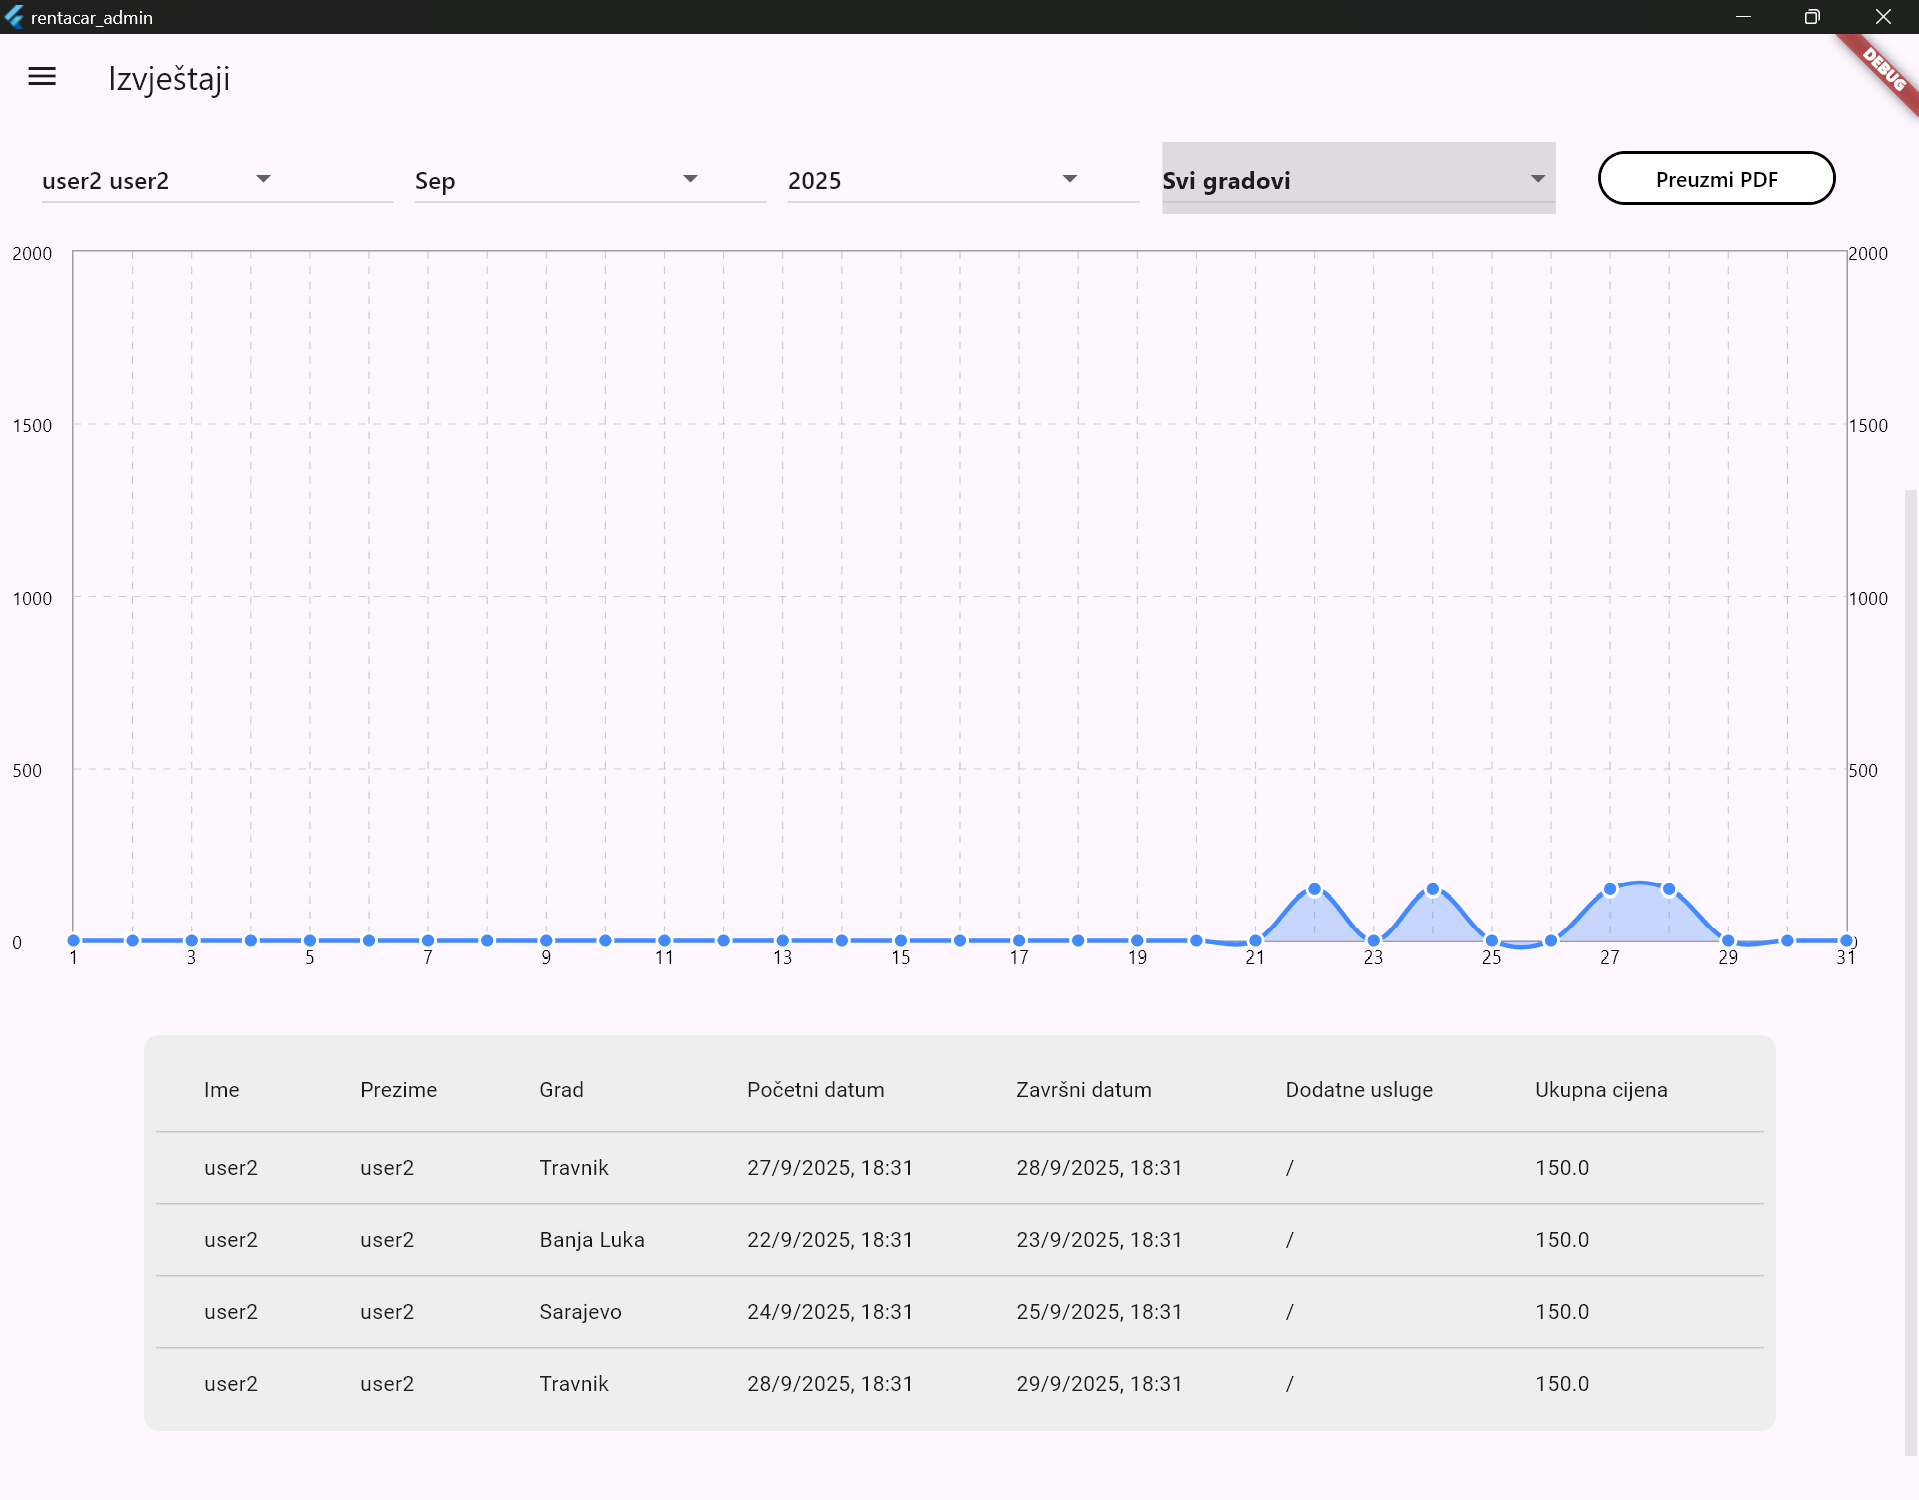 rentacar_admin
DEBUG
Izvještaji
user2 user2 Sep 2025 Svi gradovi Preuzmi PDF
2000 2000
1500 1500
1000 1000
500 500
0 0
1 3 5 7 9 11 13 15 17 19 21 23 25 27 29 31
Ime Prezime Grad Početni datum Završni datum Dodatne usluge Ukupna cijena
user2 user2 Travnik 27/9/2025, 18:31 28/9/2025, 18:31 / 150.0
user2 user2 Banja Luka 22/9/2025, 18:31 23/9/2025, 18:31 / 150.0
user2 user2 Sarajevo 24/9/2025, 18:31 25/9/2025, 18:31 / 150.0
user2 user2 Travnik 28/9/2025, 18:31 29/9/2025, 18:31 / 150.0